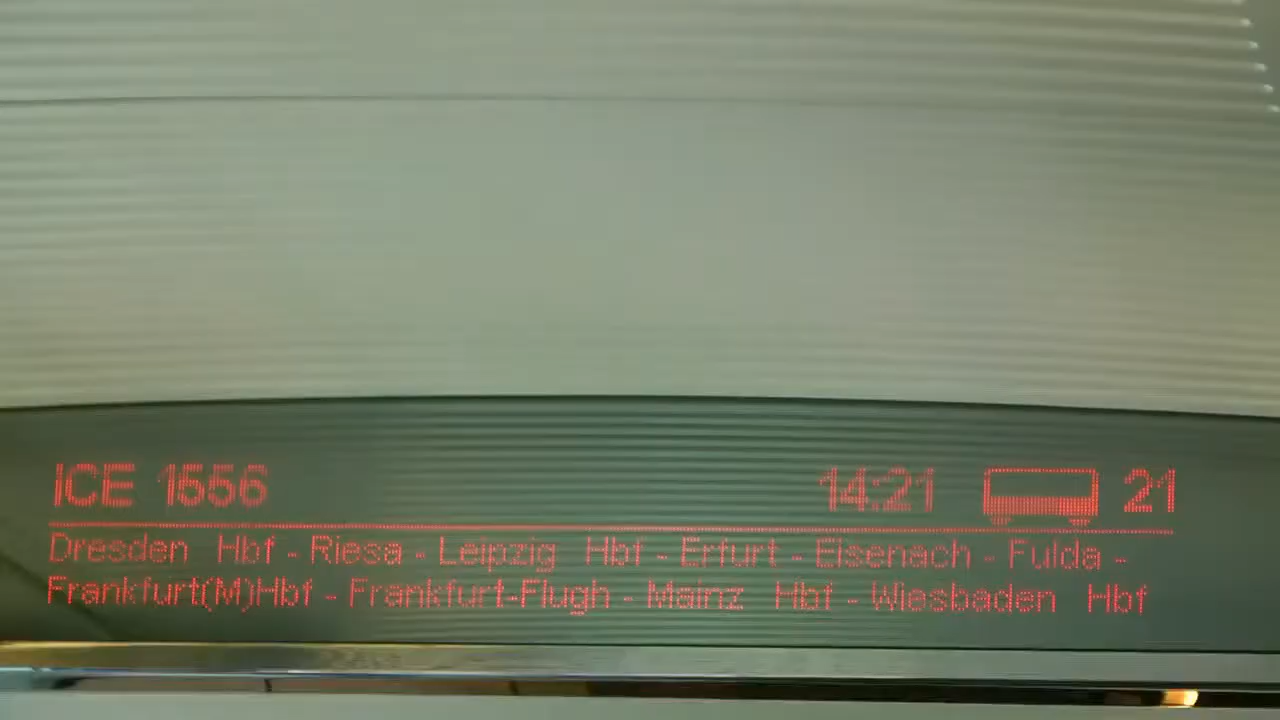 ICE 1556 14:21 21
Dresden Hbf - Riesa - Leipzig Hbf - Erfurt - Eisenach - Fulda -
Frankfurt(M)Hbf - Frankfurt-Flugh - Mainz Hbf - Wiesbaden Hbf